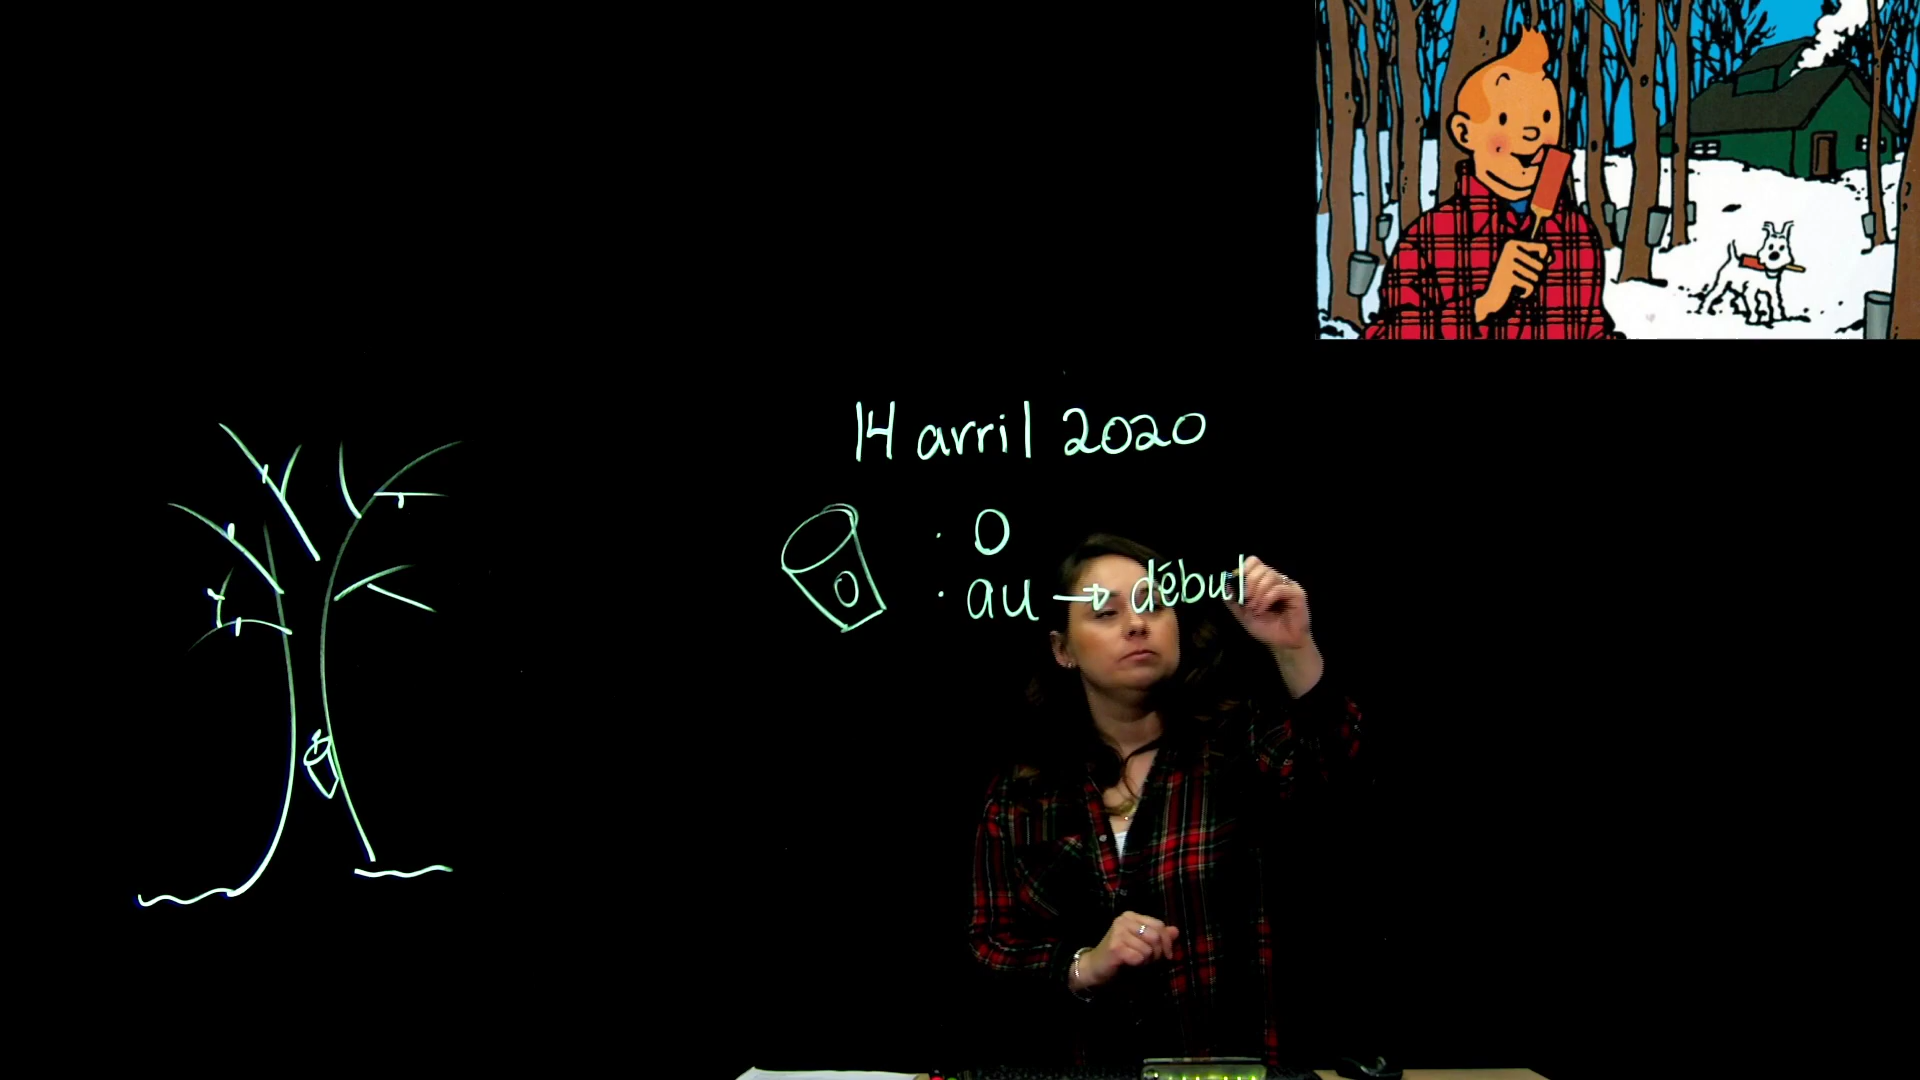 14 avril 2020
O
· O
· au → début